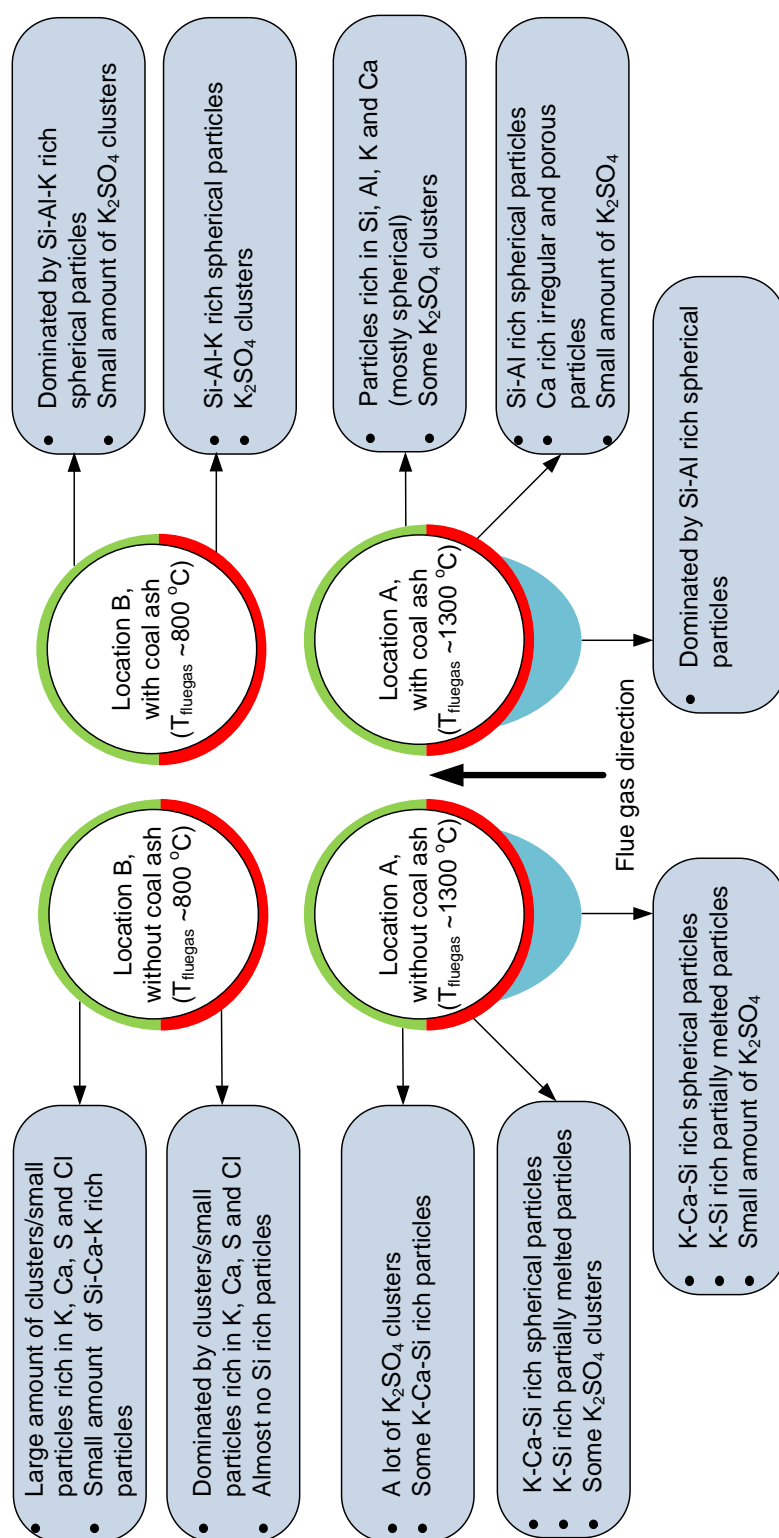 Large amount of clusters/small
particles rich in K, Ca, S and Cl
Small amount of Si-Ca-K rich
particles
Dominated by clusters/small
particles rich in K, Ca, S and Cl
Almost no Si rich particles
Location B,
without coal ash
(T_fluegas ~800 °C)
Location B,
with coal ash
(T_fluegas ~800 °C)
Dominated by Si-Al-K rich
spherical particles
Small amount of K₂SO₄ clusters
Si-Al-K rich spherical particles
K₂SO₄ clusters
A lot of K₂SO₄ clusters
Some K-Ca-Si rich particles
K-Ca-Si rich spherical particles
K-Si rich partially melted particles
Some K₂SO₄ clusters
Location A,
without coal ash
(T_fluegas ~1300 °C)
Location A,
with coal ash
(T_fluegas ~1300 °C)
Particles rich in Si, Al, K and Ca
(mostly spherical)
Some K₂SO₄ clusters
Si-Al rich spherical particles
Ca rich irregular and porous
particles
Small amount of K₂SO₄
Flue gas direction
K-Ca-Si rich spherical particles
K-Si rich partially melted particles
Small amount of K₂SO₄
Dominated by Si-Al rich spherical
particles